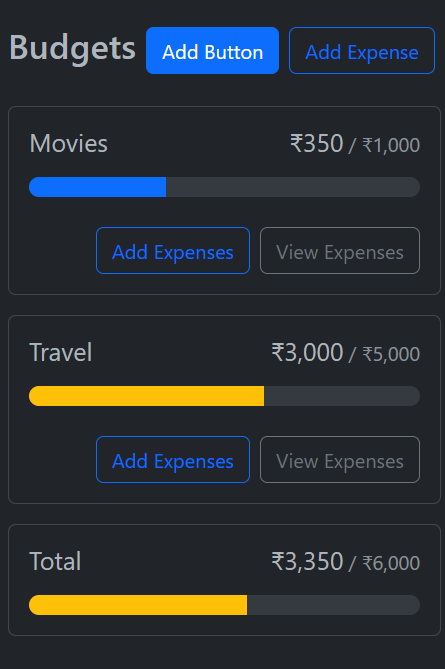 Budgets Add Button Add Expense
Movies ₹350 / ₹1,000
Add Expenses View Expenses
Travel ₹3,000 / ₹5,000
Add Expenses View Expenses
Total ₹3,350 / ₹6,000